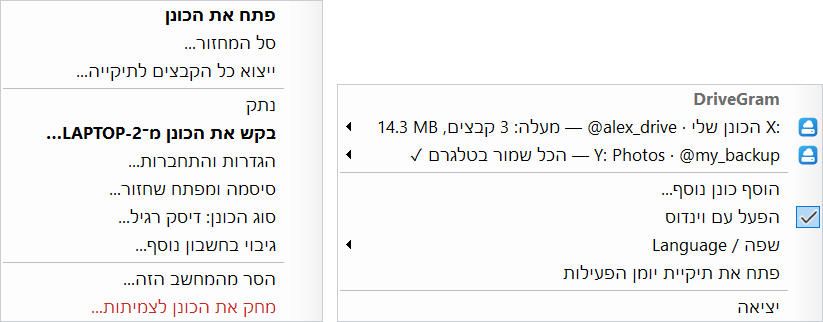 פתח את הכונן
סל המחזור...
ייצוא כל הקבצים לתיקייה...
נתק
בקש את הכונן מ־LAPTOP-2...
הגדרות והתחברות...
סיסמה ומפתח שחזור...
סוג הכונן: דיסק רגיל...
גיבוי בחשבון נוסף...
הסר מהמחשב הזה...
מחק את הכונן לצמיתות...
DriveGram
X: הכונן שלי · @alex_drive — מעלה: 3 קבצים, 14.3 MB
Y: Photos · @my_backup — הכל שמור בטלגרם ✓
הוסף כונן נוסף...
הפעל עם וינדוס
שפה / Language
פתח את תיקיית יומן הפעילות
יציאה